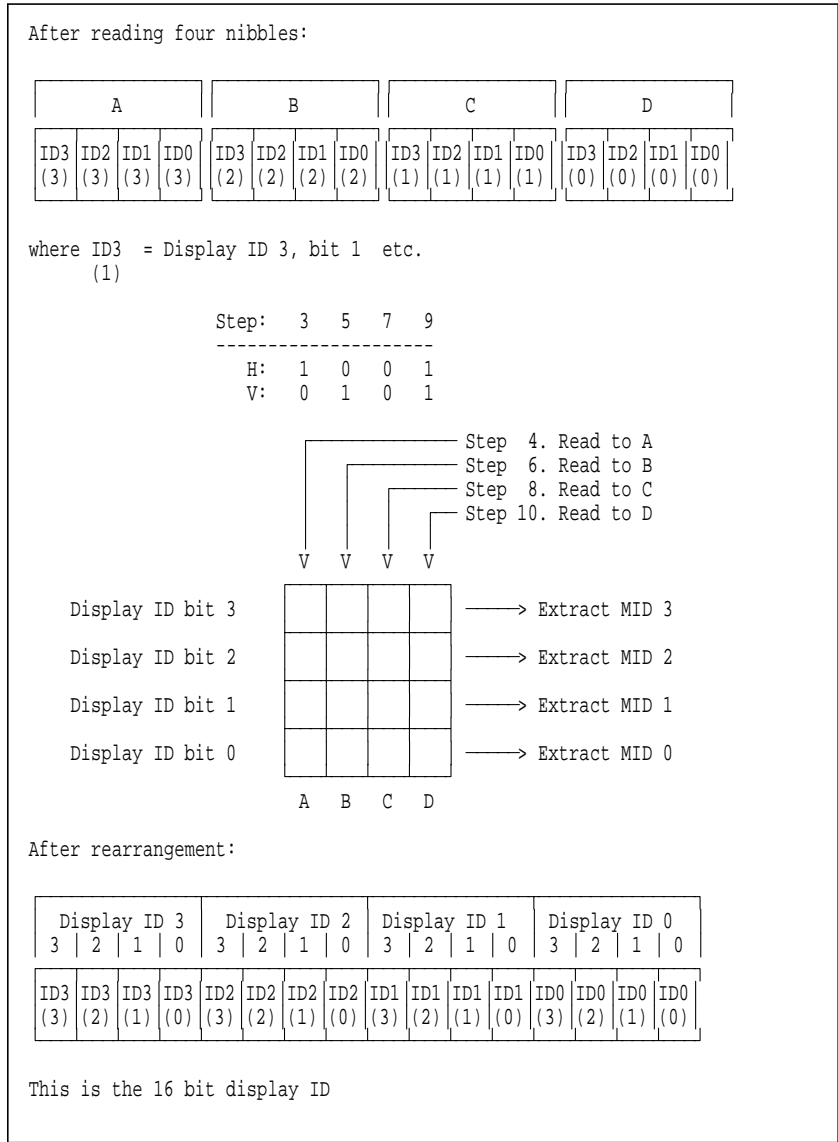 After reading four nibbles:
A B C D
ID3 ID2 ID1 ID0 ID3 ID2 ID1 ID0 ID3 ID2 ID1 ID0 ID3 ID2 ID1 ID0
(3) (3) (3) (3) (2) (2) (2) (2) (1) (1) (1) (1) (0) (0) (0) (0)
where ID3 = Display ID 3, bit 1 etc.
(1)
Step: 3 5 7 9
---------------------
H: 1 0 0 1
V: 0 1 0 1
Step 4. Read to A
Step 6. Read to B
Step 8. Read to C
Step 10. Read to D
V V V V
Display ID bit 3 > Extract MID 3
Display ID bit 2 > Extract MID 2
Display ID bit 1 > Extract MID 1
Display ID bit 0 > Extract MID 0
A B C D
After rearrangement:
Display ID 3 Display ID 2 Display ID 1 Display ID 0
3 2 1 0 3 2 1 0 3 2 1 0 3 2 1 0
ID3 ID3 ID3 ID3 ID2 ID2 ID2 ID2 ID1 ID1 ID1 ID1 ID0 ID0 ID0 ID0
(3) (2) (1) (0) (3) (2) (1) (0) (3) (2) (1) (0) (3) (2) (1) (0)
This is the 16 bit display ID